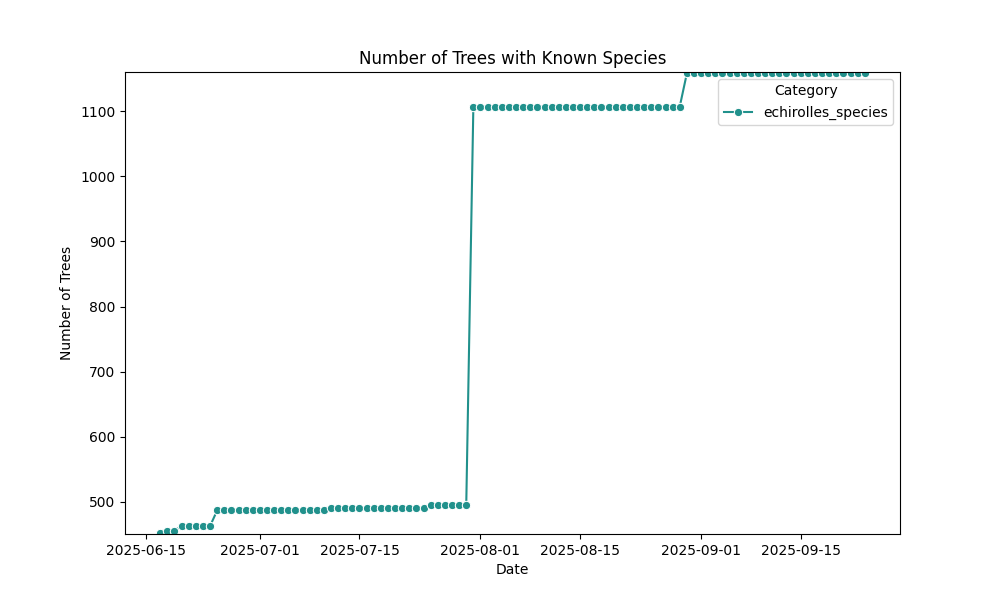 Number of Trees with Known Species
Category
echirolles_species
Number of Trees
1100
1000
900
800
700
600
500
2025-06-15
2025-07-01
2025-07-15
2025-08-01
2025-08-15
2025-09-01
2025-09-15
Date